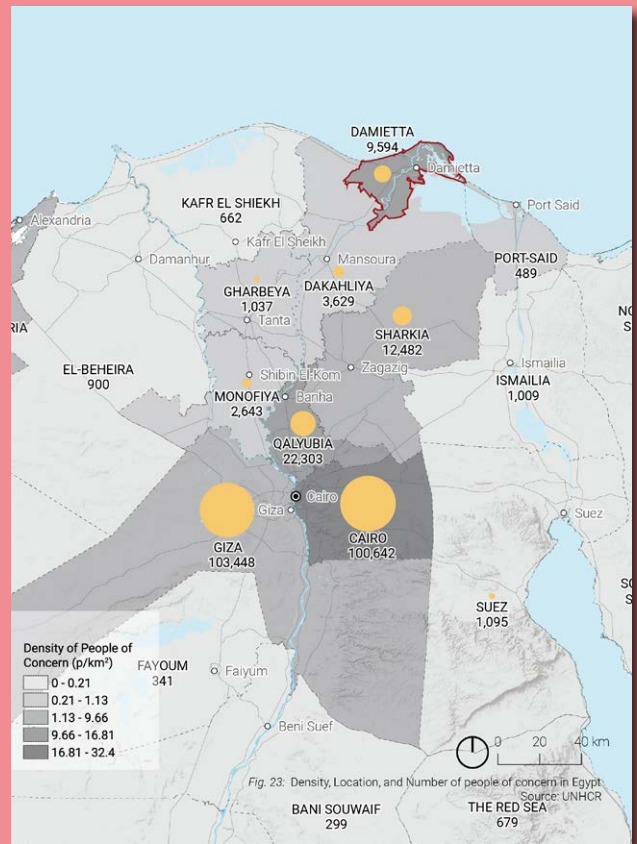 DAMIETTA
9,594
Damietta
Alexandria
KAFR EL SHIEKH
662
Port Said
Kafr El Sheikh
Damanhur
Mansoura
PORT-SAID
489
GHARBEYA
1,037
DAKAHLIYA
3,629
Tanta
SHARKIA
12,482
RIA
NO
S
EL-BEHEIRA
900
Shibin El-Kom
Zagazig
Ismailia
ISMAILIA
1,009
MONOFIYA
2,643
Banha
QALYUBIA
22,303
Cairo
Giza
Suez
GIZA
103,448
CAIRO
100,642
SUEZ
1,095
SO
S
Density of People of
Concern (p/km²)
0 - 0.21
0.21 - 1.13
1.13 - 9.66
9.66 - 16.81
16.81 - 32.4
FAYOUM
341
Faiyum
Beni Suef
0 20 40 km
Fig. 23: Density, Location, and Number of people of concern in Egypt
Source: UNHCR
BANI SOUWAIF
299
THE RED SEA
679